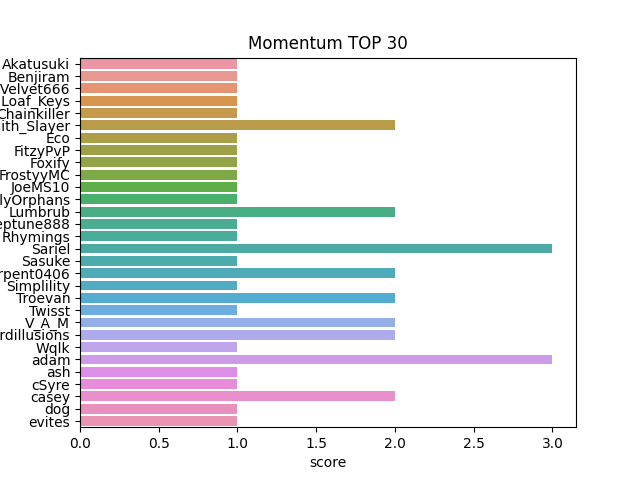 Momentum TOP 30
Akatusuki
Benjiram
Velvet666
Loaf_Keys
Chainkiller
ith_Slayer
Eco
FitzyPvP
Foxify
FrostyyMC
JoeMS10
lyOrphans
Lumbrub
eptune888
Rhymings
Sariel
Sasuke
rpent0406
Simplility
Troevan
Twisst
V_A_M
rdillusions
Wqlk
adam
ash
cSyre
casey
dog
evites
0.0 0.5 1.0 1.5 2.0 2.5 3.0
score